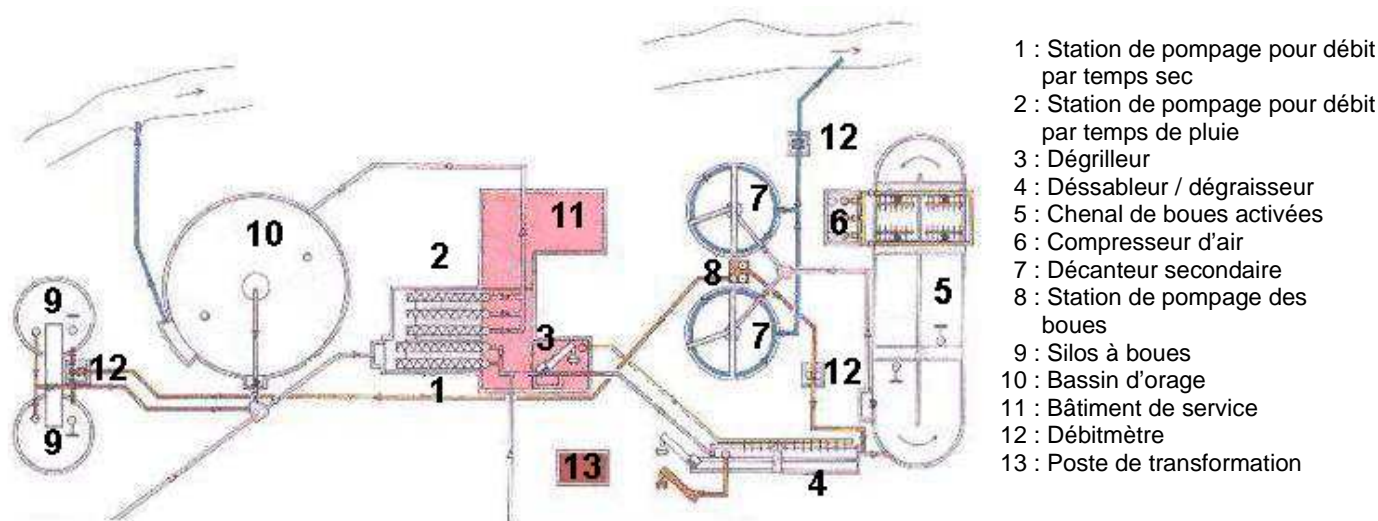 12
7
11
10
6
2
8
5
9
3
7
12
12
1
9
13
4
1 : Station de pompage pour débit
par temps sec
2 : Station de pompage pour débit
par temps de pluie
3 : Dégrilleur
4 : Déssableur / dégraisseur
5 : Chenal de boues activées
6 : Compresseur d'air
7 : Décanteur secondaire
8 : Station de pompage des
boues
9 : Silos à boues
10 : Bassin d'orage
11 : Bâtiment de service
12 : Débitmètre
13 : Poste de transformation